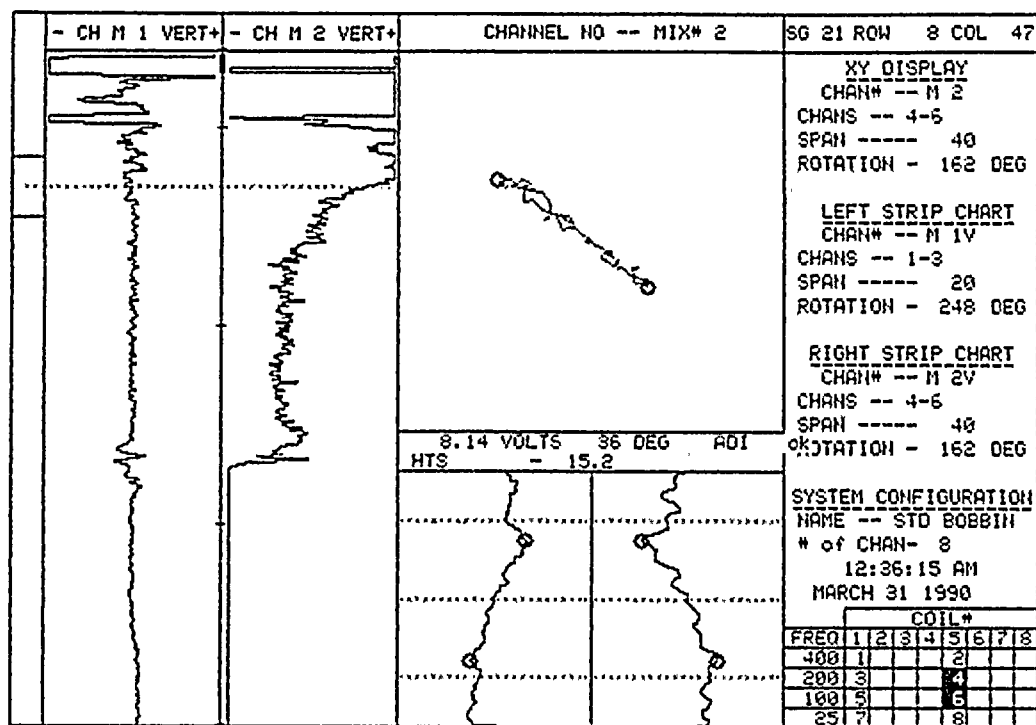 - CH M 1 VERT+
- CH M 2 VERT+
CHANNEL NO -- MIX# 2
SG 21 ROW 8 COL 47
XY DISPLAY
CHAN# -- M 2
CHANS -- 4-6
SPAN ----- 40
ROTATION - 162 DEG
LEFT STRIP CHART
CHAN# -- M 1V
CHANS -- 1-3
SPAN ----- 20
ROTATION - 248 DEG
RIGHT STRIP CHART
CHAN# -- M 2V
CHANS -- 4-6
SPAN ----- 40
ROTATION - 162 DEG
8.14 VOLTS 36 DEG ADI ok
HTS - 15.2
SYSTEM CONFIGURATION
NAME -- STD BOBBIN
# of CHAN- 8
12:36:15 AM
MARCH 31 1990
COIL#
FREQ 1 2 3 4 5 6 7 8
400 1 2
200 3 4
100 5 6
25 7 8